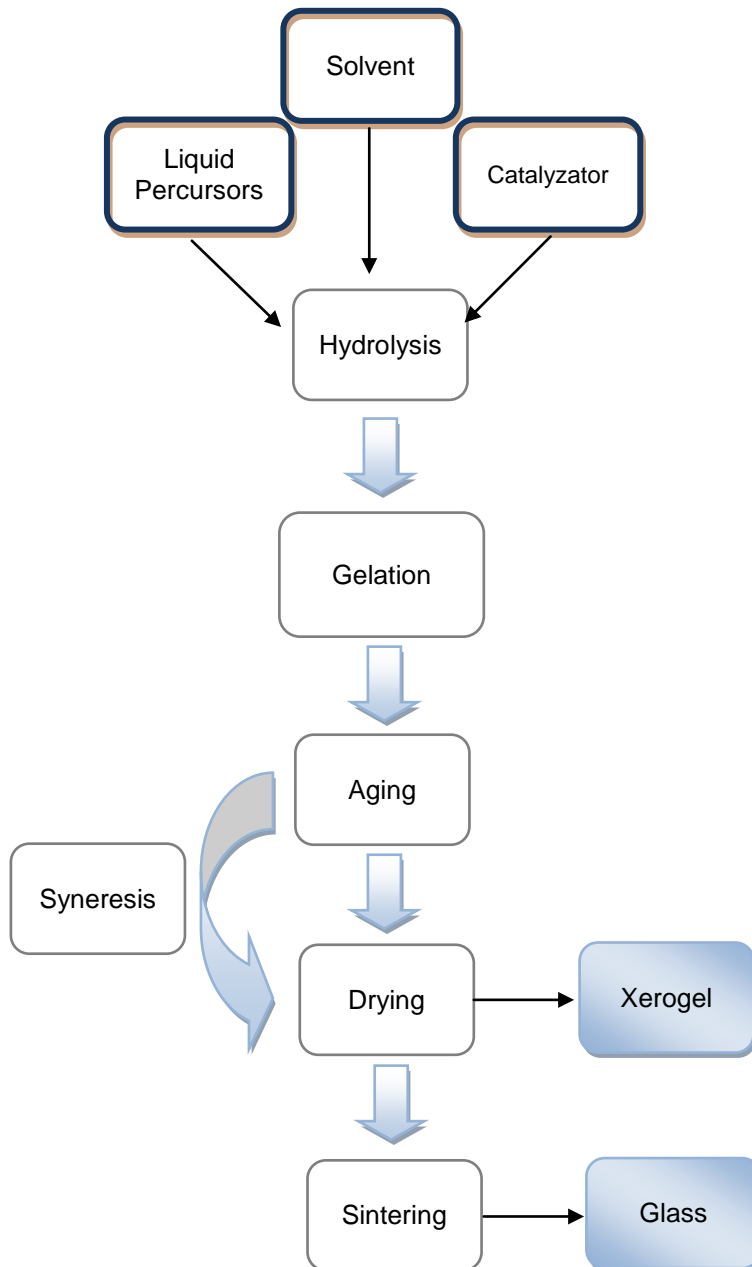 Solvent
Liquid
Percursors
Catalyzator
Hydrolysis
Gelation
Aging
Syneresis
Drying
Xerogel
Sintering
Glass